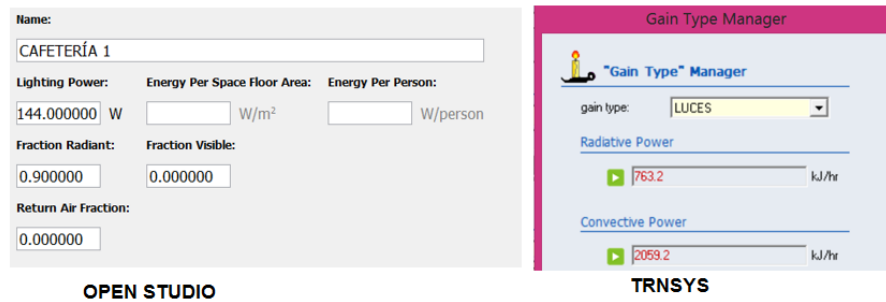 Name:
CAFETERÍA 1
Lighting Power: Energy Per Space Floor Area: Energy Per Person:
144.000000 W W/m² W/person
Fraction Radiant: Fraction Visible:
0.900000 0.000000
Return Air Fraction:
0.000000
OPEN STUDIO
Gain Type Manager
"Gain Type" Manager
gain type: LUCES
Radiative Power
763.2 kJ/hr
Convective Power
2059.2 kJ/hr
TRNSYS